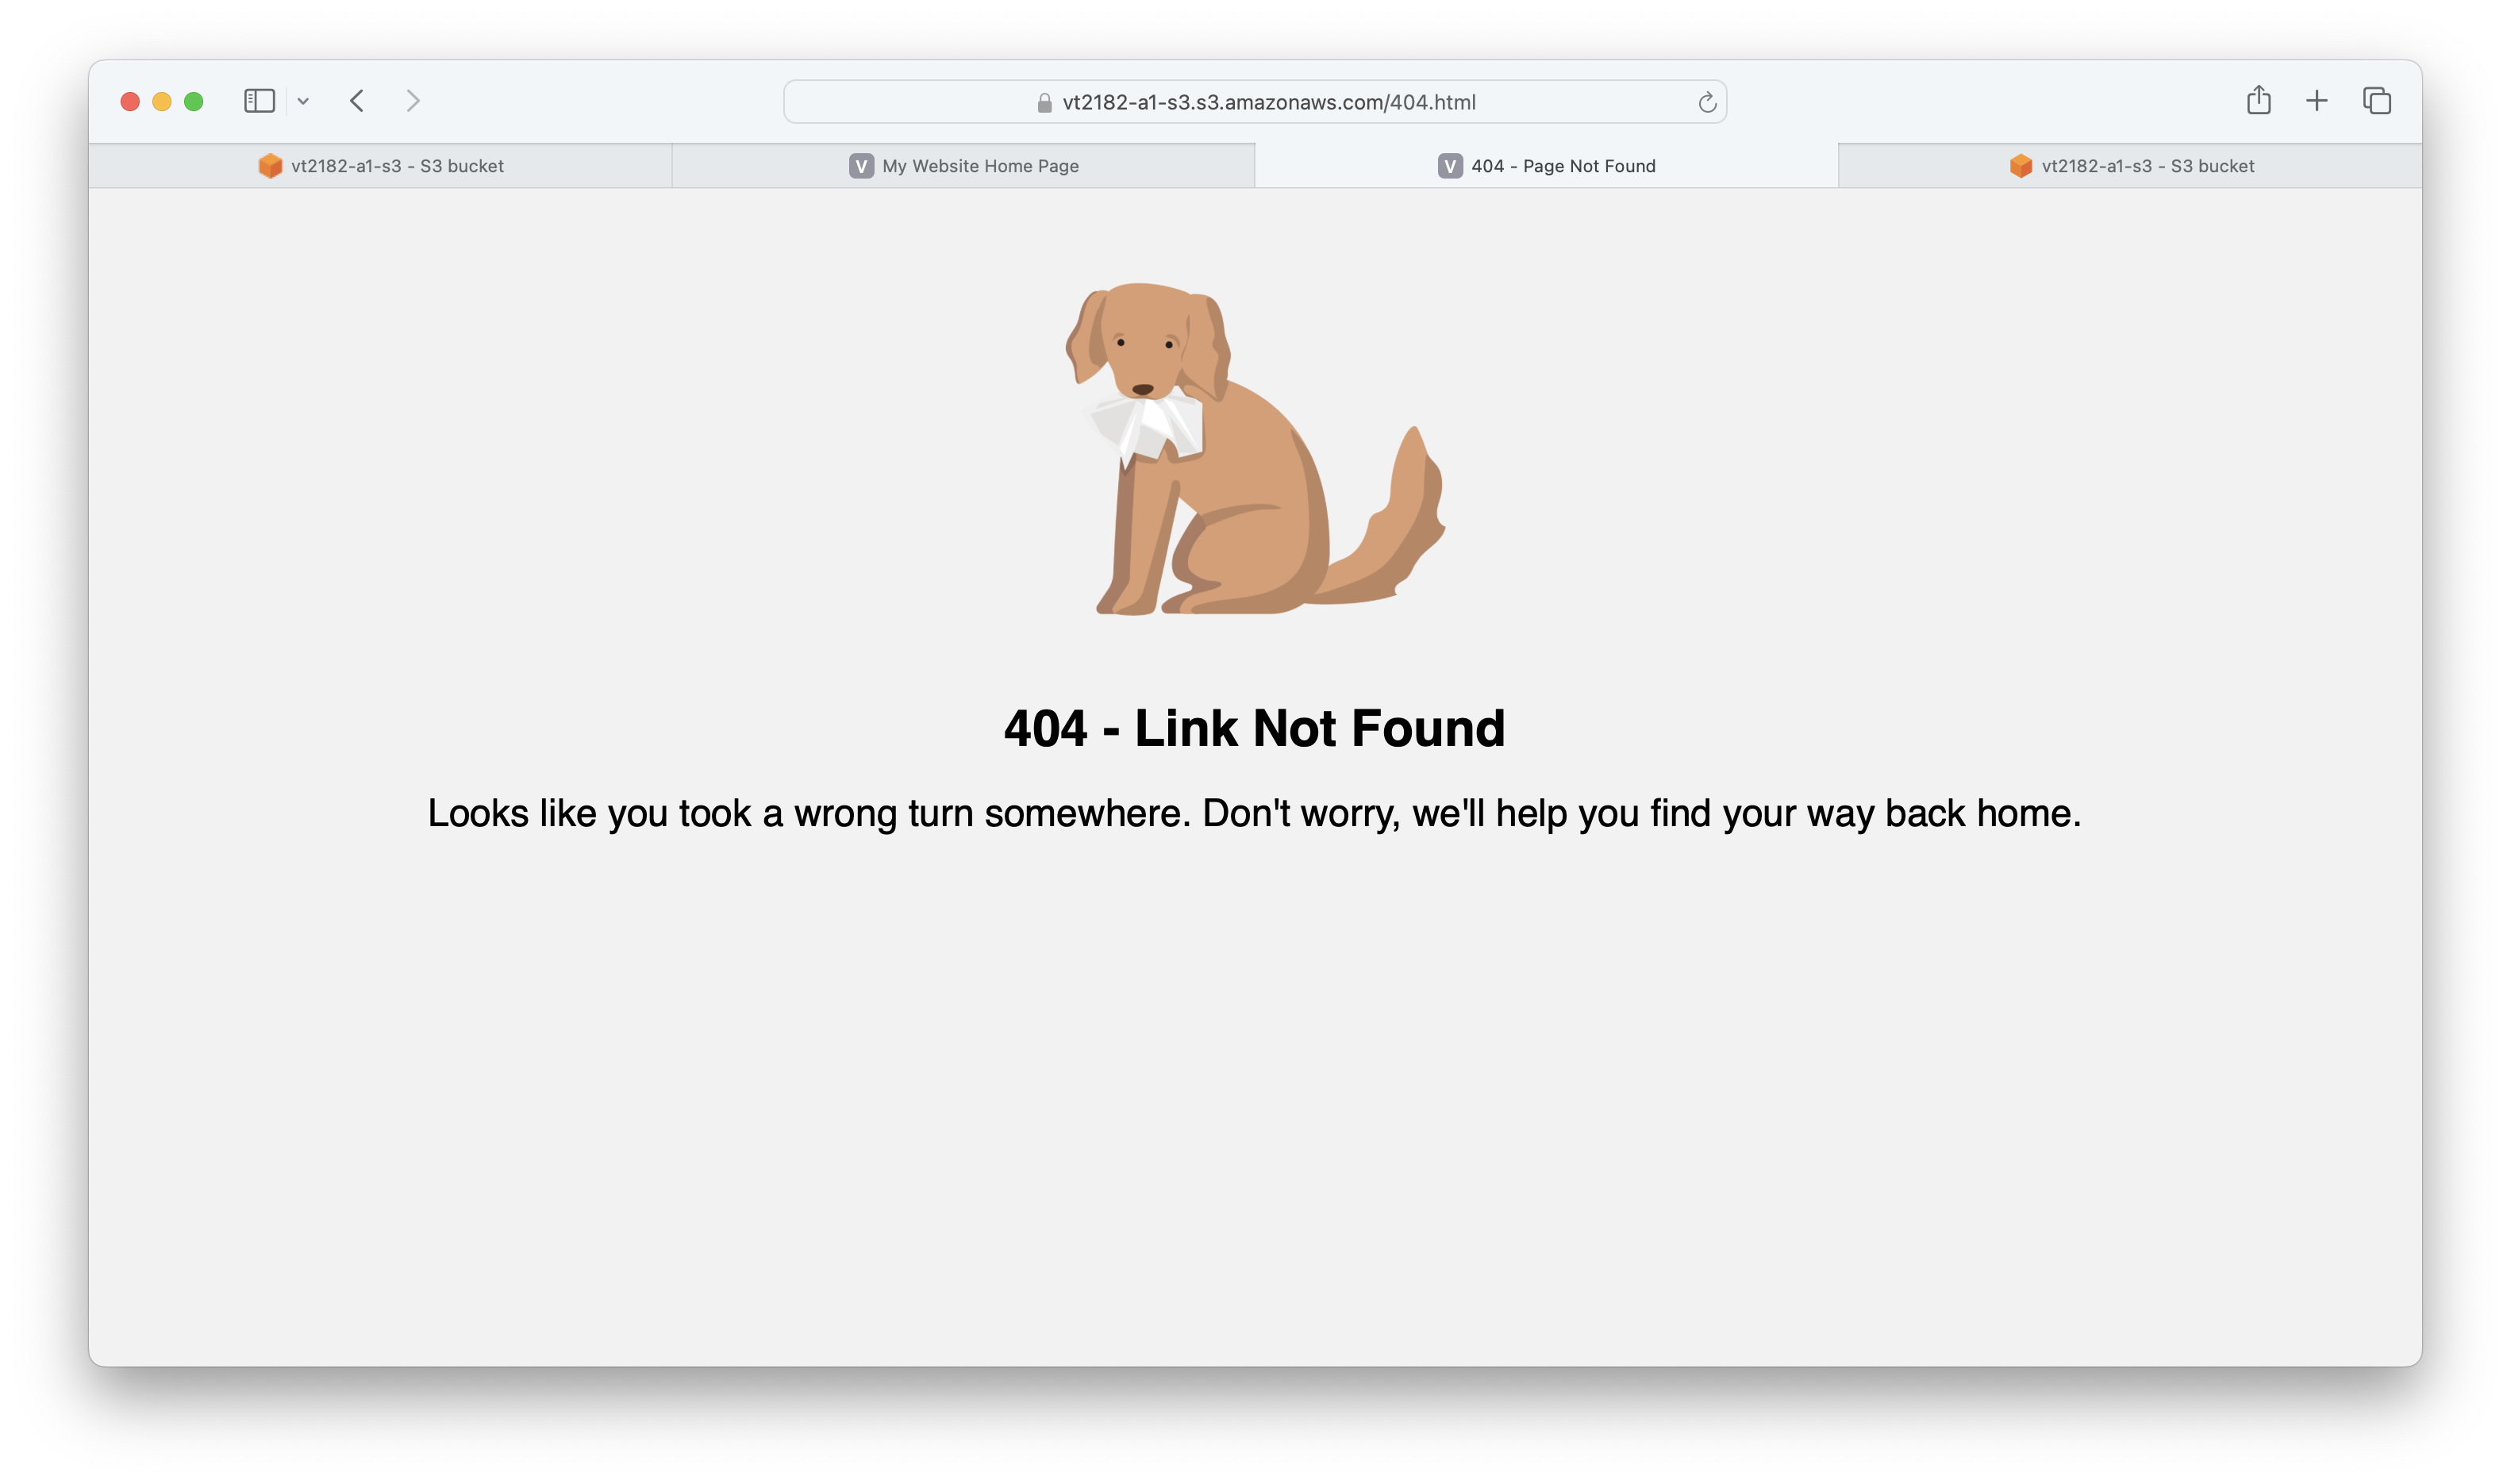 vt2182-a1-s3.s3.amazonaws.com/404.html
vt2182-a1-s3 - S3 bucket
V My Website Home Page
V 404 - Page Not Found
vt2182-a1-s3 - S3 bucket
404 - Link Not Found
Looks like you took a wrong turn somewhere. Don't worry, we'll help you find your way back home.